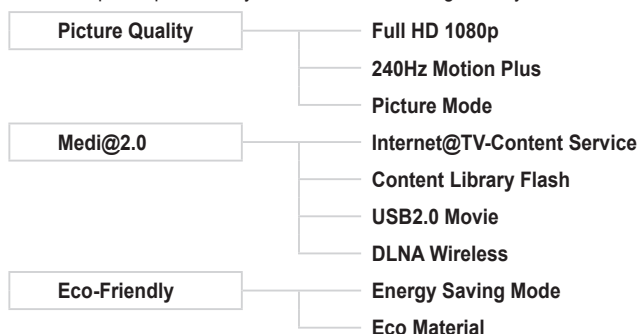 Picture Quality
Full HD 1080p
240Hz Motion Plus
Picture Mode
Medi@2.0
Internet@TV-Content Service
Content Library Flash
USB2.0 Movie
DLNA Wireless
Eco-Friendly
Energy Saving Mode
Eco Material